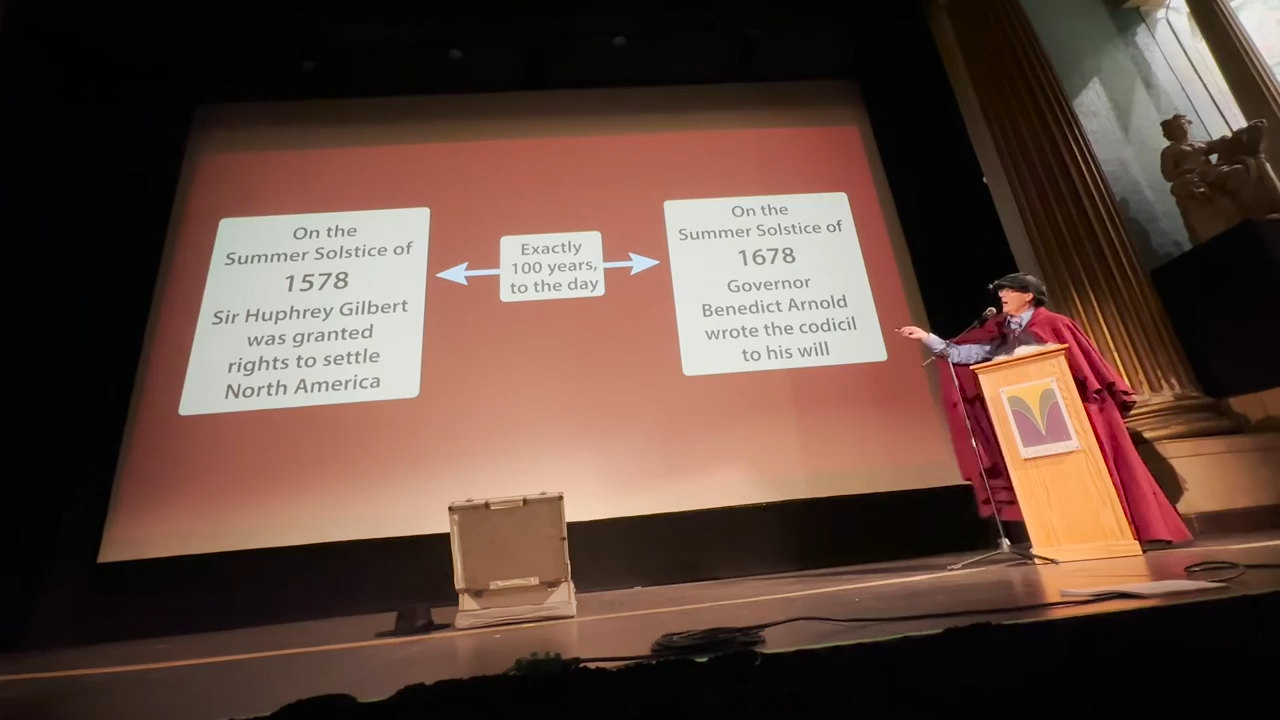 On the
Summer Solstice of
1578
Sir Huphrey Gilbert
was granted
rights to settle
North America
Exactly
100 years,
to the day
On the
Summer Solstice of
1678
Governor
Benedict Arnold
wrote the codicil
to his will